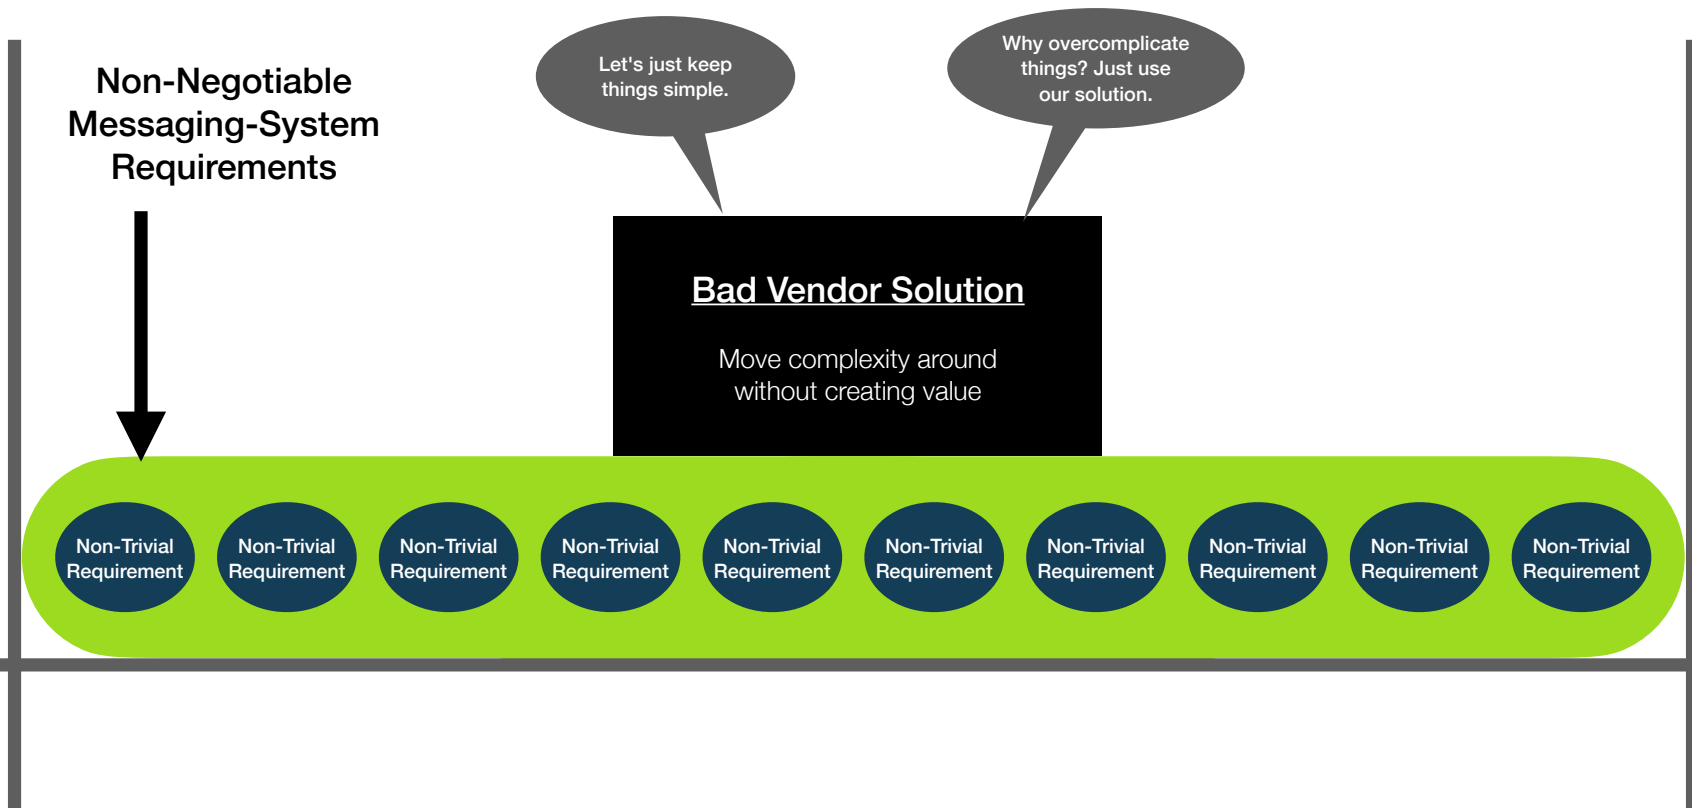 Non-Negotiable
Messaging-System
Requirements
Let's just keep
things simple.
Why overcomplicate
things? Just use
our solution.
Bad Vendor Solution
Move complexity around
without creating value
Non-Trivial
Requirement
Non-Trivial
Requirement
Non-Trivial
Requirement
Non-Trivial
Requirement
Non-Trivial
Requirement
Non-Trivial
Requirement
Non-Trivial
Requirement
Non-Trivial
Requirement
Non-Trivial
Requirement
Non-Trivial
Requirement